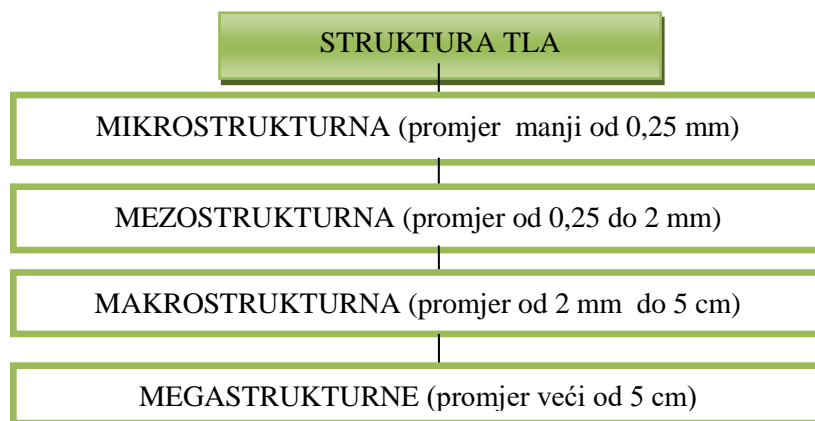 STRUKTURA TLA
MIKROSTRUKTURNA (promjer manji od 0,25 mm)
MEZOSTRUKTURNA (promjer od 0,25 do 2 mm)
MAKROSTRUKTURNA (promjer od 2 mm do 5 cm)
MEGASTRUKTURNE (promjer veći od 5 cm)